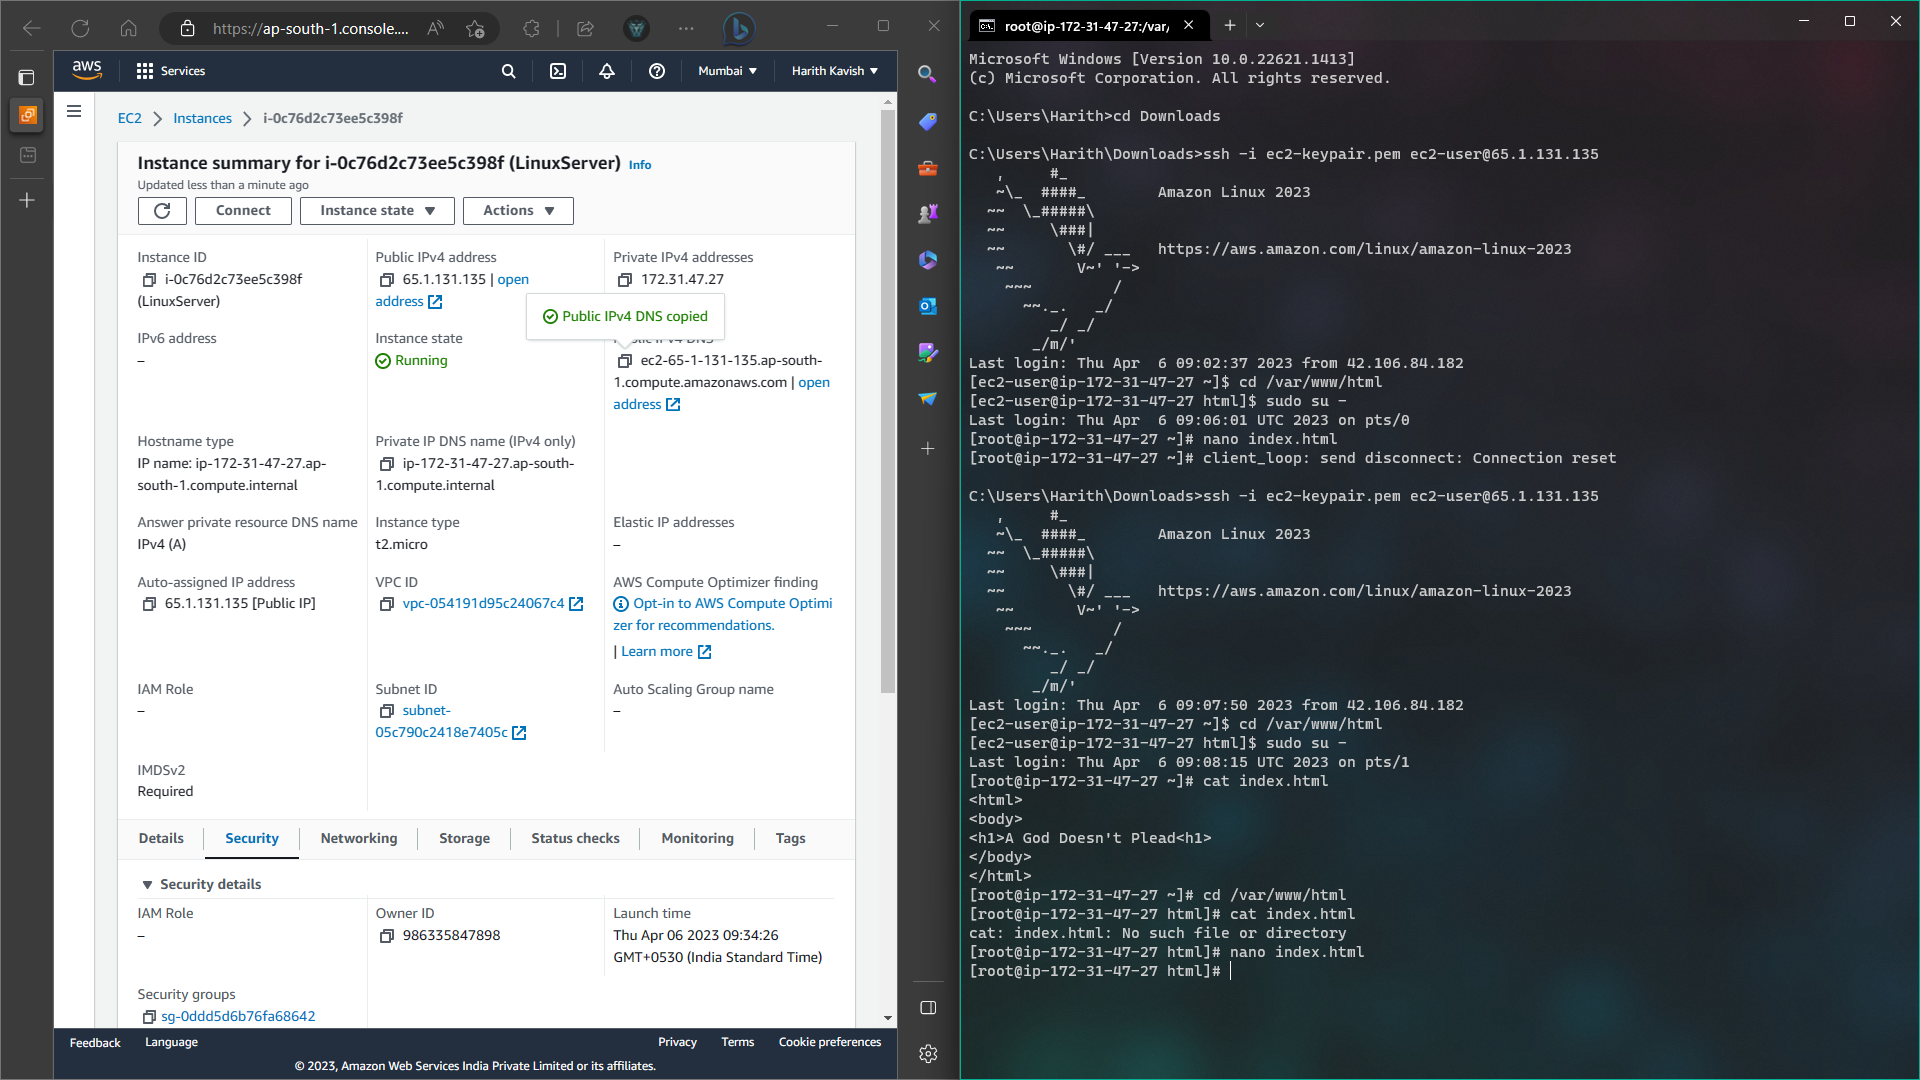 https://ap-south-1.console....
aws
Services
Mumbai
Harith Kavish
EC2
Instances
i-0c76d2c73ee5c398f
Instance summary for i-0c76d2c73ee5c398f (LinuxServer) Info
Updated less than a minute ago
Connect
Instance state
Actions
Instance ID
i-0c76d2c73ee5c398f
(LinuxServer)
Public IPv4 address
65.1.131.135 | open
address
Private IPv4 addresses
172.31.47.27
Public IPv4 DNS copied
IPv6 address
–
Instance state
Running
Public IPv4 DNS
ec2-65-1-131-135.ap-south-
1.compute.amazonaws.com | open
address
Hostname type
IP name: ip-172-31-47-27.ap-
south-1.compute.internal
Private IP DNS name (IPv4 only)
ip-172-31-47-27.ap-south-
1.compute.internal
Answer private resource DNS name
IPv4 (A)
Instance type
t2.micro
Elastic IP addresses
–
Auto-assigned IP address
65.1.131.135 [Public IP]
VPC ID
vpc-054191d95c24067c4
AWS Compute Optimizer finding
Opt-in to AWS Compute Optimi
zer for recommendations.
| Learn more
IAM Role
–
Subnet ID
subnet-
05c790c2418e7405c
Auto Scaling Group name
–
IMDSv2
Required
Details
Security
Networking
Storage
Status checks
Monitoring
Tags
Security details
IAM Role
–
Owner ID
986335847898
Launch time
Thu Apr 06 2023 09:34:26
GMT+0530 (India Standard Time)
Security groups
sg-0ddd5d6b76fa68642
Feedback
Language
Privacy
Terms
Cookie preferences
© 2023, Amazon Web Services India Private Limited or its affiliates.
root@ip-172-31-47-27:/var/
Microsoft Windows [Version 10.0.22621.1413]
(c) Microsoft Corporation. All rights reserved.
C:\Users\Harith>cd Downloads
C:\Users\Harith\Downloads>ssh -i ec2-keypair.pem ec2-user@65.1.131.135
   ,     #_
   ~\_  ####_        Amazon Linux 2023
  ~~  \_#####\
  ~~     \###|
  ~~       \#/ ___   https://aws.amazon.com/linux/amazon-linux-2023
   ~~       V~' '->
    ~~~         /
      ~~._.   _/
         _/ _/
       _/m/'
Last login: Thu Apr  6 09:02:37 2023 from 42.106.84.182
[ec2-user@ip-172-31-47-27 ~]$ cd /var/www/html
[ec2-user@ip-172-31-47-27 html]$ sudo su -
Last login: Thu Apr  6 09:06:01 UTC 2023 on pts/0
[root@ip-172-31-47-27 ~]# nano index.html
[root@ip-172-31-47-27 ~]# client_loop: send disconnect: Connection reset
C:\Users\Harith\Downloads>ssh -i ec2-keypair.pem ec2-user@65.1.131.135
   ,     #_
   ~\_  ####_        Amazon Linux 2023
  ~~  \_#####\
  ~~     \###|
  ~~       \#/ ___   https://aws.amazon.com/linux/amazon-linux-2023
   ~~       V~' '->
    ~~~         /
      ~~._.   _/
         _/ _/
       _/m/'
Last login: Thu Apr  6 09:07:50 2023 from 42.106.84.182
[ec2-user@ip-172-31-47-27 ~]$ cd /var/www/html
[ec2-user@ip-172-31-47-27 html]$ sudo su -
Last login: Thu Apr  6 09:08:15 UTC 2023 on pts/1
[root@ip-172-31-47-27 ~]# cat index.html
<html>
<body>
<h1>A God Doesn't Plead<h1>
</body>
</html>
[root@ip-172-31-47-27 ~]# cd /var/www/html
[root@ip-172-31-47-27 html]# cat index.html
cat: index.html: No such file or directory
[root@ip-172-31-47-27 html]# nano index.html
[root@ip-172-31-47-27 html]#